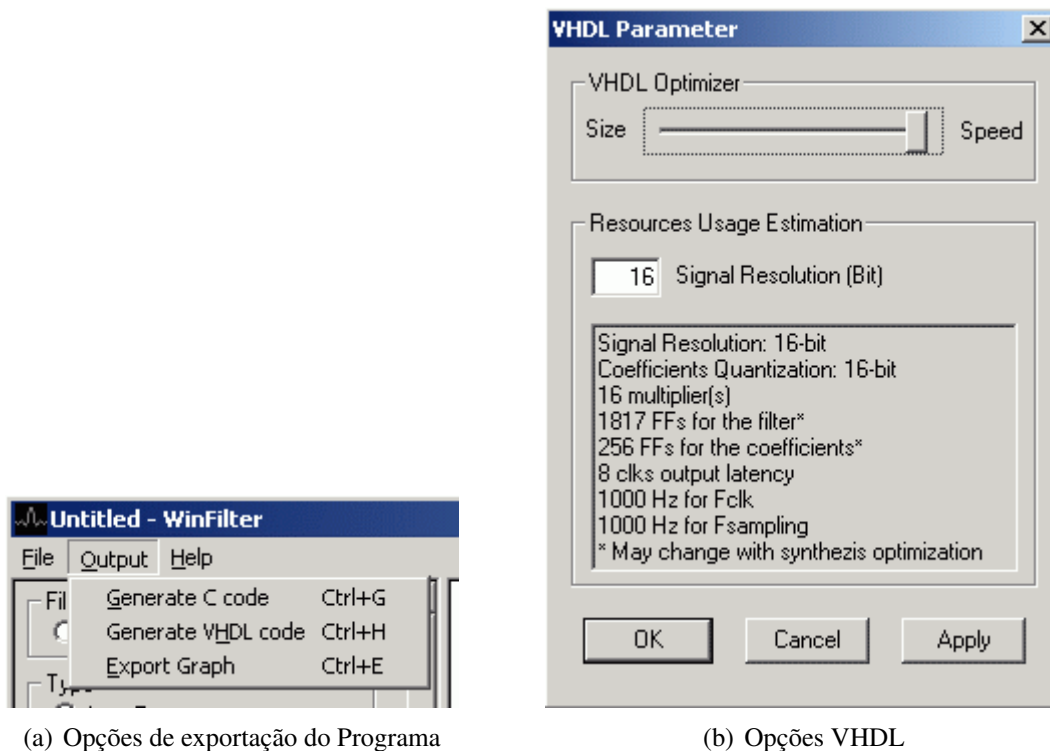 VHDL Parameter
VHDL Optimizer
Size Speed
Resources Usage Estimation
16 Signal Resolution (Bit)
Signal Resolution: 16-bit
Coefficients Quantization: 16-bit
16 multiplier(s)
1817 FFs for the filter*
256 FFs for the coefficients*
8 clks output latency
1000 Hz for Fclk
1000 Hz for Fsampling
* May change with synthezis optimization
OK Cancel Apply
Untitled - WinFilter
File Output Help
Fil
Generate C code Ctrl+G
Generate VHDL code Ctrl+H
Export Graph Ctrl+E
(a) Opções de exportação do Programa
(b) Opções VHDL